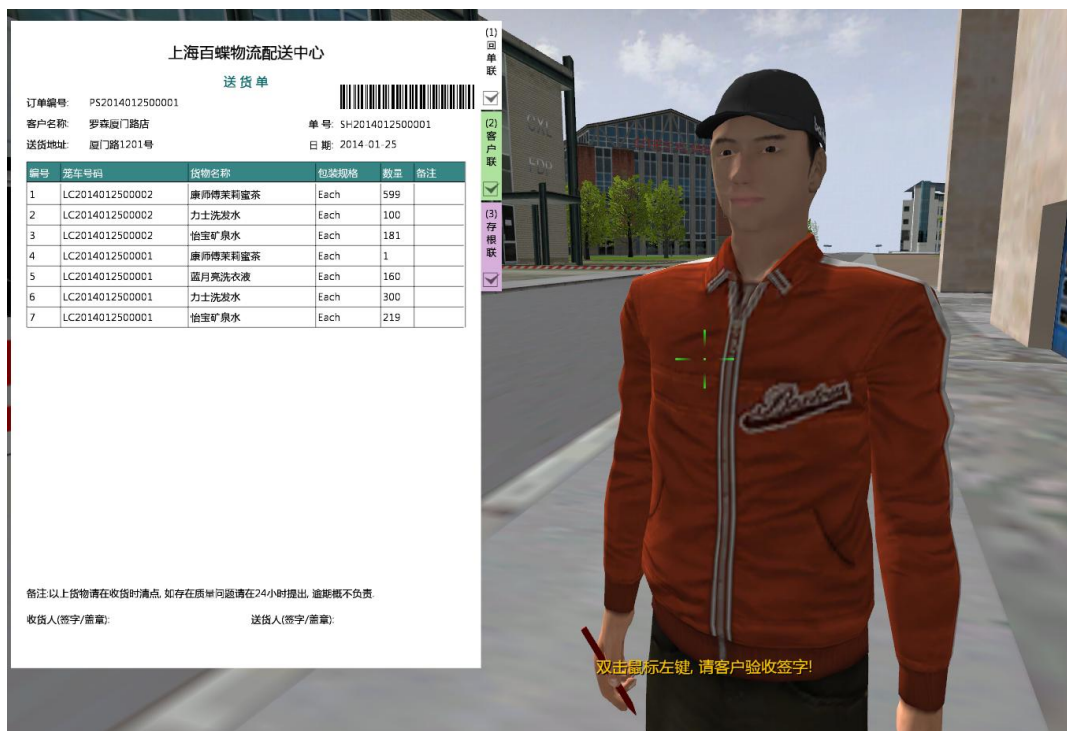 上海百蝶物流配送中心
送货单
订单编号: PS2014012500001
客户名称: 罗森厦门路店 单 号: SH2014012500001
送货地址: 厦门路1201号 日 期: 2014-01-25
编号 笼车号码 货物名称 包装规格 数量 备注
1 LC2014012500002 康师傅茉莉蜜茶 Each 599
2 LC2014012500002 力士洗发水 Each 100
3 LC2014012500002 怡宝矿泉水 Each 181
4 LC2014012500001 康师傅茉莉蜜茶 Each 1
5 LC2014012500001 蓝月亮洗衣液 Each 160
6 LC2014012500001 力士洗发水 Each 300
7 LC2014012500001 怡宝矿泉水 Each 219
备注:以上货物请在收货时清点, 如存在质量问题请在24小时提出, 逾期概不负责.
收货人(签字/盖章): 送货人(签字/盖章):
(1)回单联
(2)客户联
(3)存根联
双击鼠标左键, 请客户验收签字!